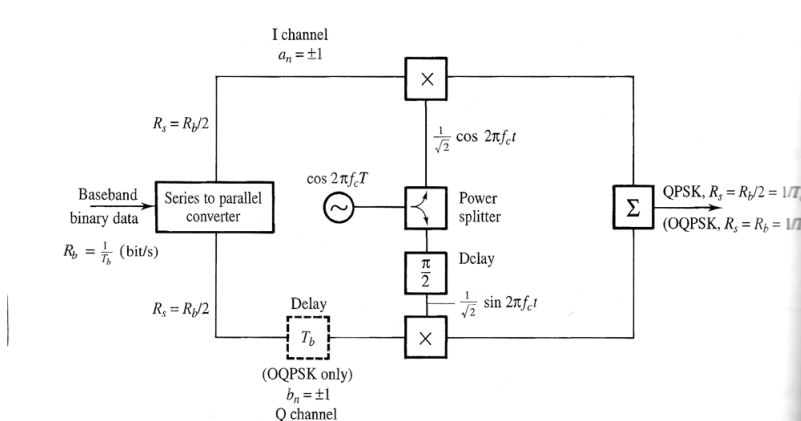 I channel
aₙ = ±1
Rₛ = R_b/2
1/√2 cos 2πf_ct
cos 2πf_cT
Baseband
binary data
Series to parallel
converter
Power
splitter
Σ
QPSK, Rₛ = R_b/2 = 1/T
(OQPSK, Rₛ = R_b = 1/
R_b = 1/T_b (bit/s)
π/2
Delay
1/√2 sin 2πf_ct
Rₛ = R_b/2
Delay
T_b
×
×
(OQPSK only)
bₙ = ±1
Q channel